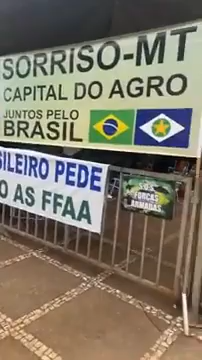 SORRISO-MT
CAPITAL DO AGRO
JUNTOS PELO
BRASIL
SILEIRO PEDE
O AS FFAA
S.O.S
FORÇAS
ARMADAS